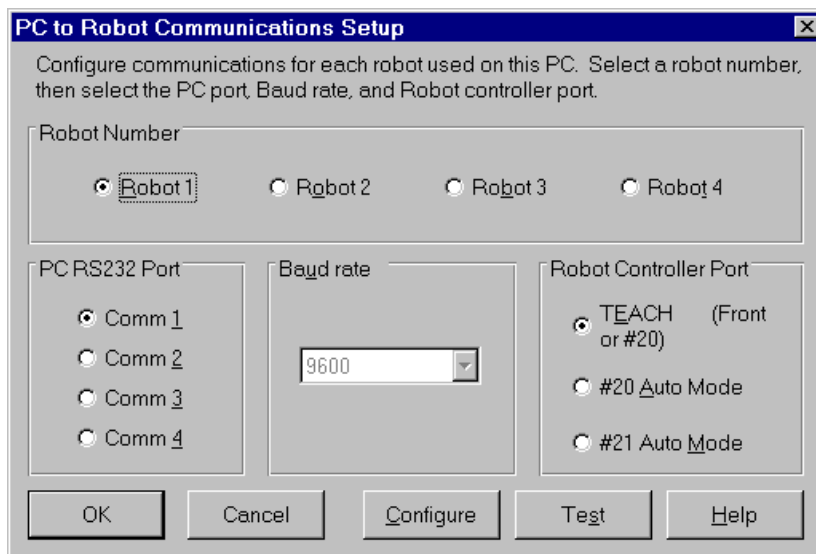 PC to Robot Communications Setup
Configure communications for each robot used on this PC. Select a robot number,
then select the PC port, Baud rate, and Robot controller port.
Robot Number
Robot 1
Robot 2
Robot 3
Robot 4
PC RS232 Port
Comm 1
Comm 2
Comm 3
Comm 4
Baud rate
9600
Robot Controller Port
TEACH (Front
or #20)
#20 Auto Mode
#21 Auto Mode
OK
Cancel
Configure
Test
Help